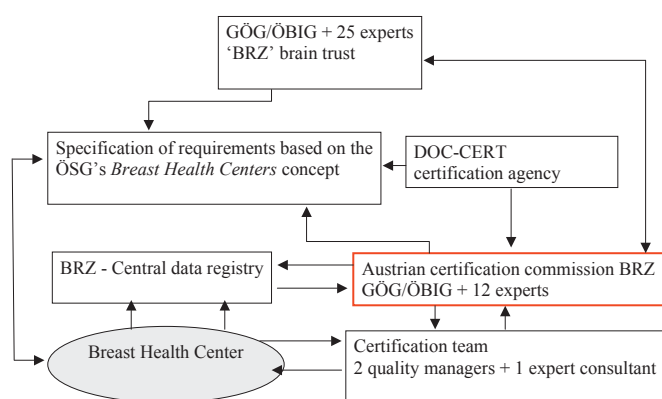 GÖG/ÖBIG + 25 experts
‘BRZ’ brain trust
Specification of requirements based on the
ÖSG’s Breast Health Centers concept
DOC-CERT
certification agency
BRZ - Central data registry
Austrian certification commission BRZ
GÖG/ÖBIG + 12 experts
Breast Health Center
Certification team
2 quality managers + 1 expert consultant